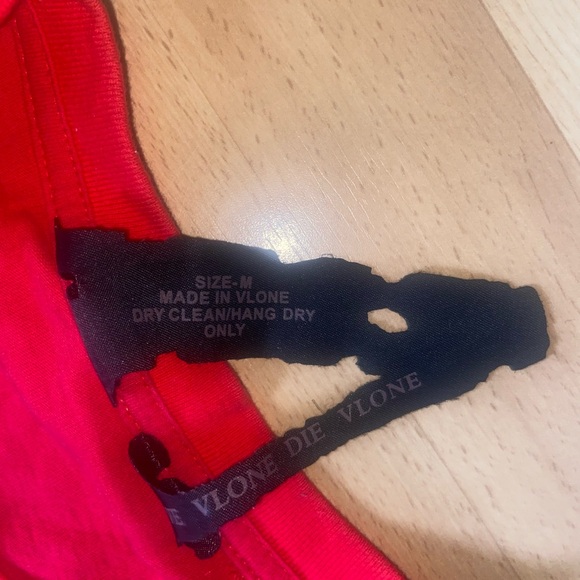 SIZE-M
MADE IN VLONE
DRY CLEAN/HANG DRY
ONLY
VLONE DIE VLONE